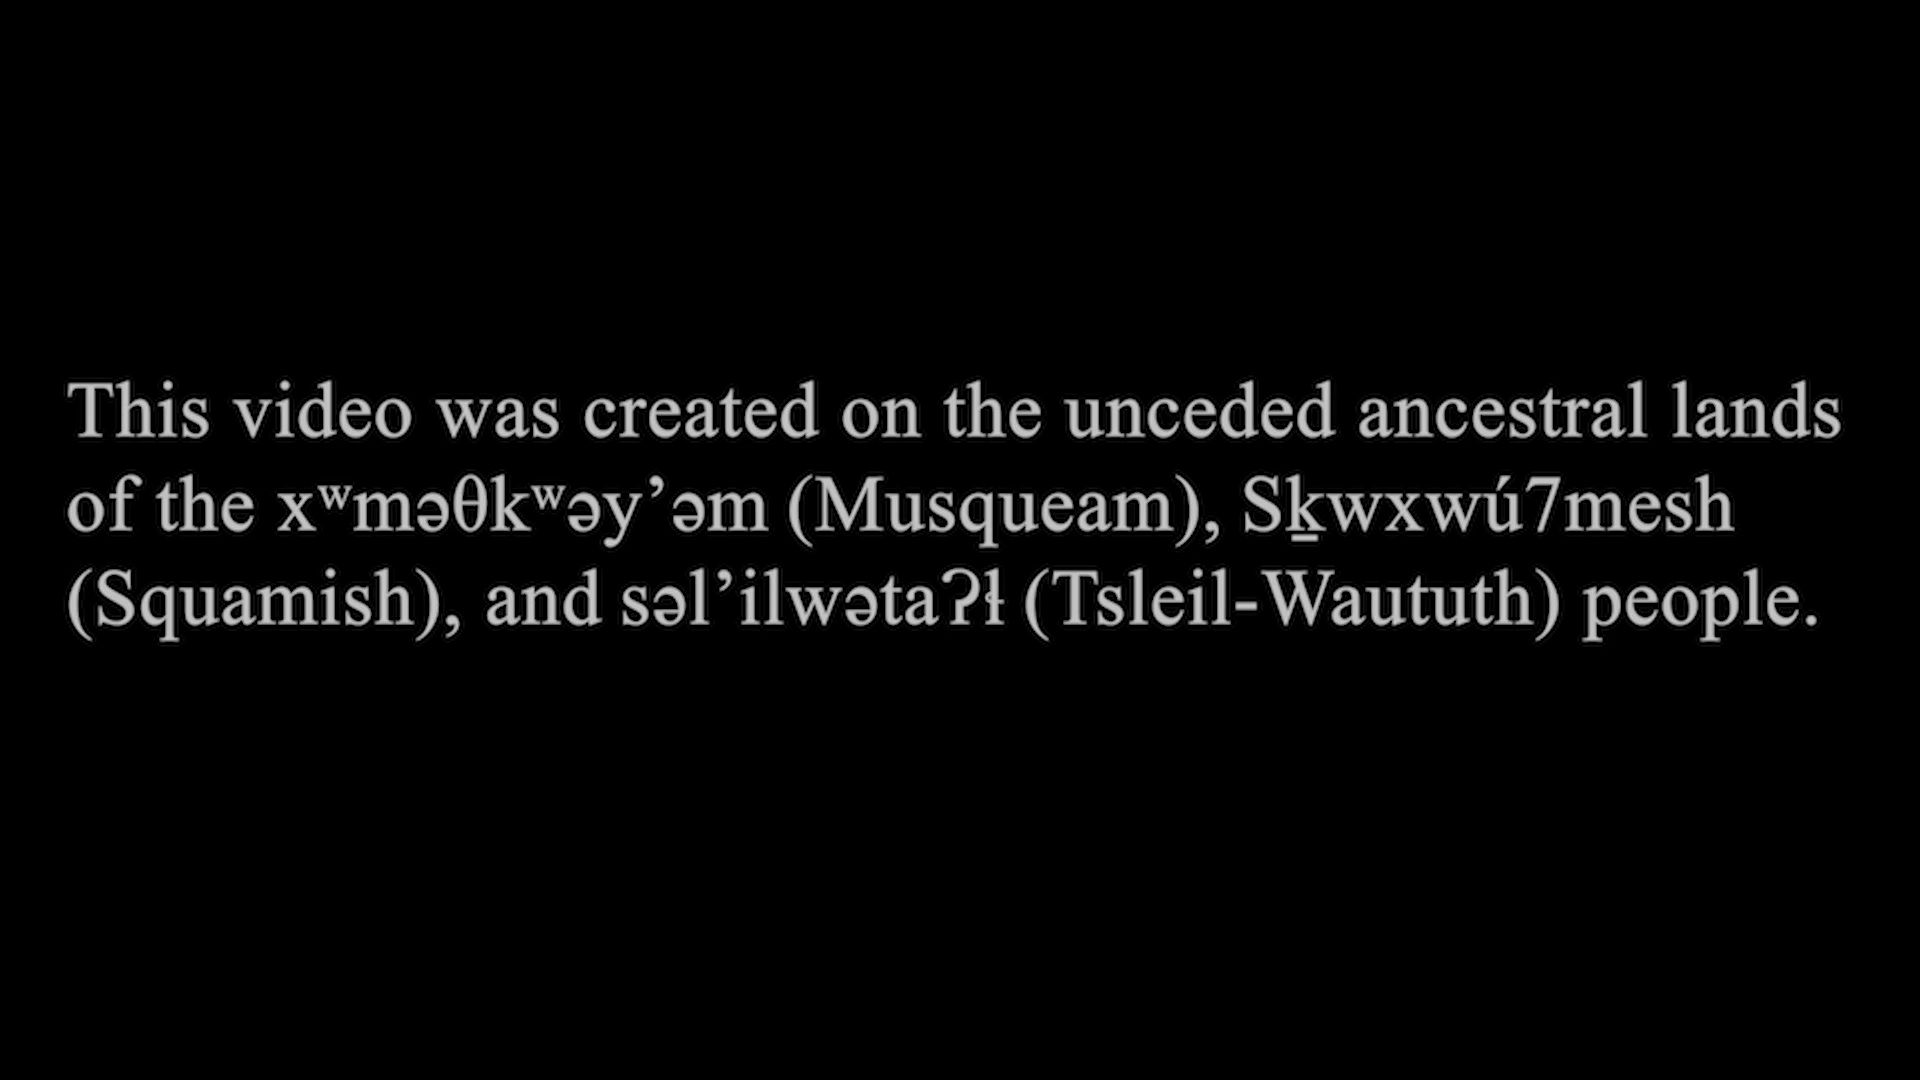 This video was created on the unceded ancestral lands
of the xʷməθkʷəy’əm (Musqueam), Sḵwxwú7mesh
(Squamish), and səl’ilwətaʔɬ (Tsleil-Waututh) people.